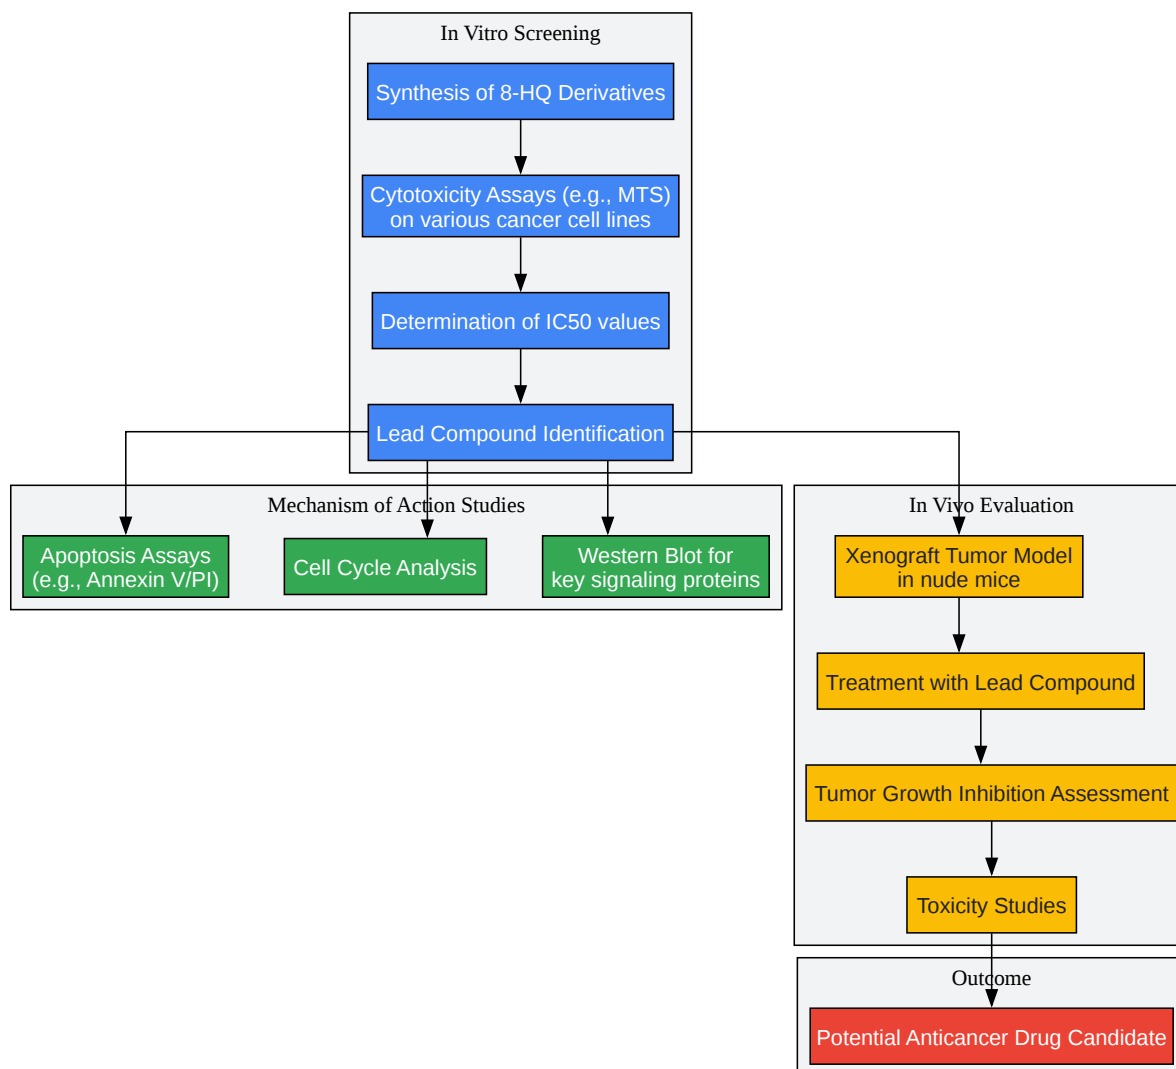 In Vitro Screening
Synthesis of 8-HQ Derivatives
Cytotoxicity Assays (e.g., MTS)
on various cancer cell lines
Determination of IC50 values
Lead Compound Identification
Mechanism of Action Studies
Apoptosis Assays
(e.g., Annexin V/PI)
Cell Cycle Analysis
Western Blot for
key signaling proteins
In Vivo Evaluation
Xenograft Tumor Model
in nude mice
Treatment with Lead Compound
Tumor Growth Inhibition Assessment
Toxicity Studies
Outcome
Potential Anticancer Drug Candidate